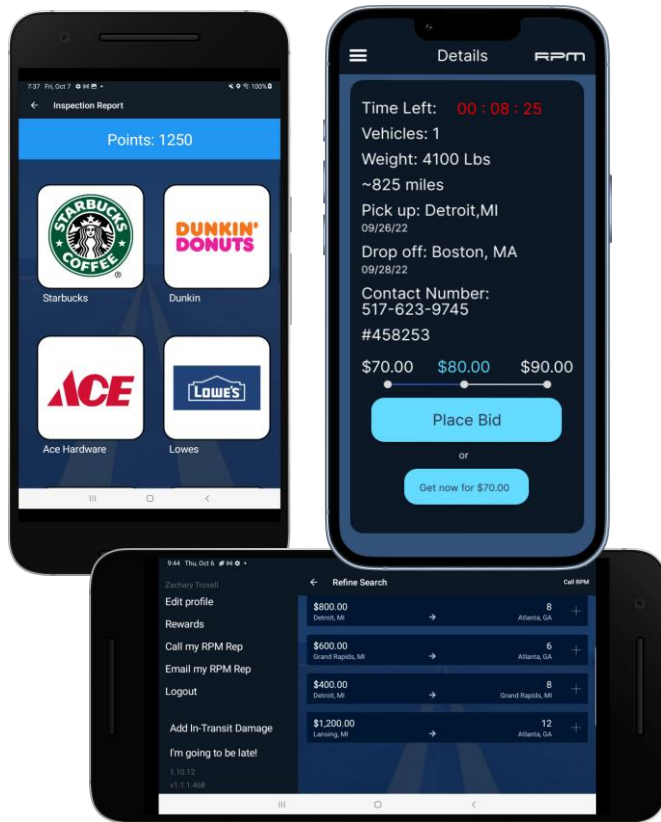 7:37 Fri, Oct 7
100%
← Inspection Report
Points: 1250
STARBUCKS
COFFEE
®
DUNKIN'
DONUTS
Starbucks
Dunkin
ACE
LOWE'S
Ace Hardware
Lowes
Details
RPM
Time Left: 00 : 08 : 25
Vehicles: 1
Weight: 4100 Lbs
~825 miles
Pick up: Detroit,MI
09/26/22
Drop off: Boston, MA
09/28/22
Contact Number:
517-623-9745
#458253
$70.00 $80.00 $90.00
Place Bid
or
Get now for $70.00
9:44 Thu, Oct 6
Zachary Troxell
Edit profile
Rewards
Call my RPM Rep
Email my RPM Rep
Logout
Add In-Transit Damage
I'm going to be late!
1.10.12
v1.1.1.468
← Refine Search
Call RPM
$800.00 8 +
Detroit, MI → Atlanta, GA
$600.00 6 +
Grand Rapids, MI → Atlanta, GA
$400.00 8 +
Detroit, MI → Grand Rapids, MI
$1,200.00 12 +
Lansing, MI → Atlanta, GA